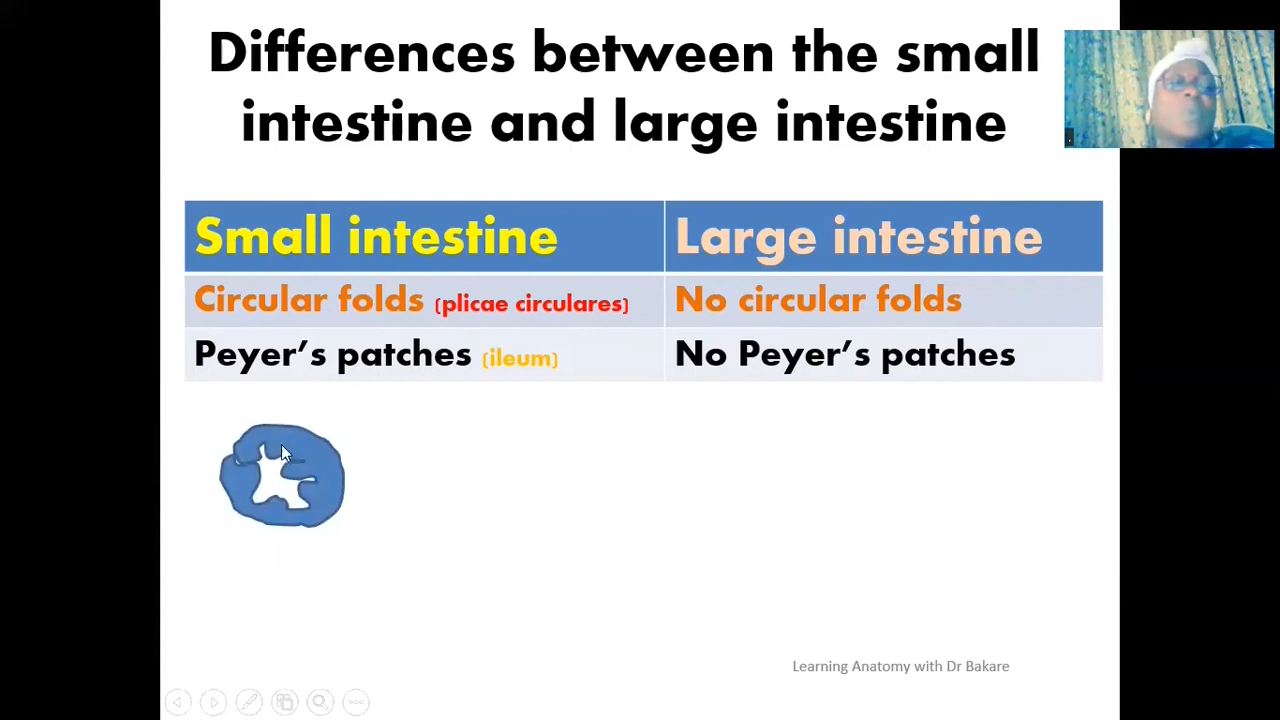 Differences between the small
intestine and large intestine
Small intestine
Large intestine
Circular folds (plicae circulares)
No circular folds
Peyer's patches (ileum)
No Peyer's patches
Learning Anatomy with Dr Bakare